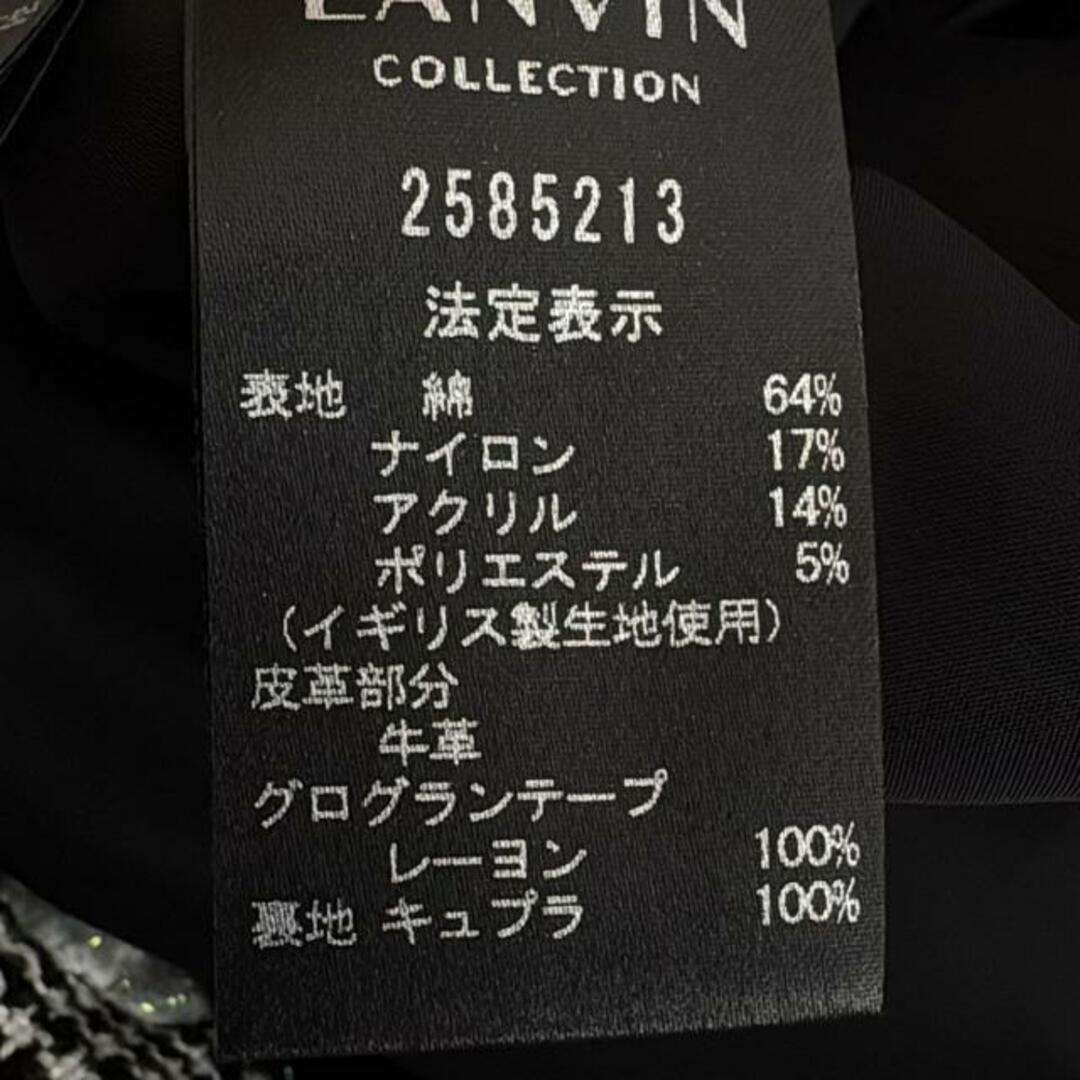 LANVIN
COLLECTION
2585213
法定表示
表地 綿 64%
ナイロン 17%
アクリル 14%
ポリエステル 5%
(イギリス製生地使用)
皮革部分
牛革
グログランテープ
レーヨン 100%
裏地 キュプラ 100%